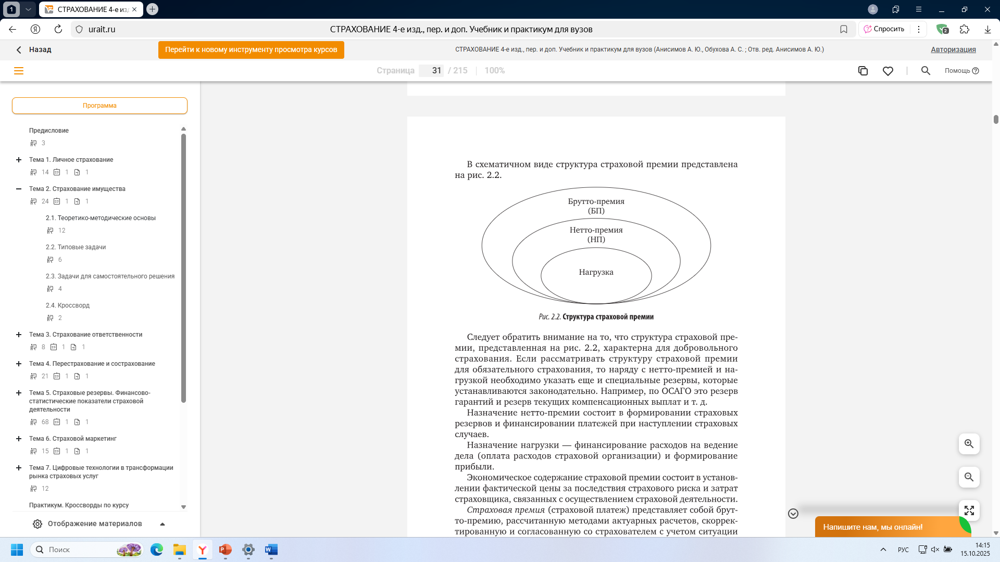 1
СТРАХОВАНИЕ 4-е из
urait.ru
СТРАХОВАНИЕ 4-е изд., пер. и доп. Учебник и практикум для вузов
Спросить
2
Назад
Перейти к новому инструменту просмотра курсов
СТРАХОВАНИЕ 4-е изд., пер. и доп. Учебник и практикум для вузов (Анисимов А. Ю., Обухова А. С. ; Отв. ред. Анисимов А. Ю.)
Авторизация
Страница 31 / 215 100%
Помощь
Программа
Предисловие
3
Тема 1. Личное страхование
14 1 1
Тема 2. Страхование имущества
24 1 1
2.1. Теоретико-методические основы
12
2.2. Типовые задачи
6
2.3. Задачи для самостоятельного решения
4
2.4. Кроссворд
2
Тема 3. Страхование ответственности
8 1 1
Тема 4. Перестрахование и сострахование
21 1 1
Тема 5. Страховые резервы. Финансово-
статистические показатели страховой
деятельности
68 1 1
Тема 6. Страховой маркетинг
15 1 1
Тема 7. Цифровые технологии в трансформации
рынка страховых услуг
12
Практикум. Кроссворды по курсу
Отображение материалов
В схематичном виде структура страховой премии представлена
на рис. 2.2.
Брутто-премия
(БП)
Нетто-премия
(НП)
Нагрузка
Рис. 2.2. Структура страховой премии
Следует обратить внимание на то, что структура страховой пре-
мии, представленная на рис. 2.2, характерна для добровольного
страхования. Если рассматривать структуру страховой премии
для обязательного страхования, то наряду с нетто-премией и на-
грузкой необходимо указать еще и специальные резервы, которые
устанавливаются законодательно. Например, по ОСАГО это резерв
гарантий и резерв текущих компенсационных выплат и т. д.
Назначение нетто-премии состоит в формировании страховых
резервов и финансировании платежей при наступлении страховых
случаев.
Назначение нагрузки — финансирование расходов на ведение
дела (оплата расходов страховой организации) и формирование
прибыли.
Экономическое содержание страховой премии состоит в установ-
лении фактической цены за последствия страхового риска и затрат
страховщика, связанных с осуществлением страховой деятельности.
Страховая премия (страховой платеж) представляет собой брут-
то-премию, рассчитанную методами актуарных расчетов, скоррек-
тированную и согласованную со страхователем с учетом ситуации
Напишите нам, мы онлайн!
Поиск
РУС
14:15
15.10.2025